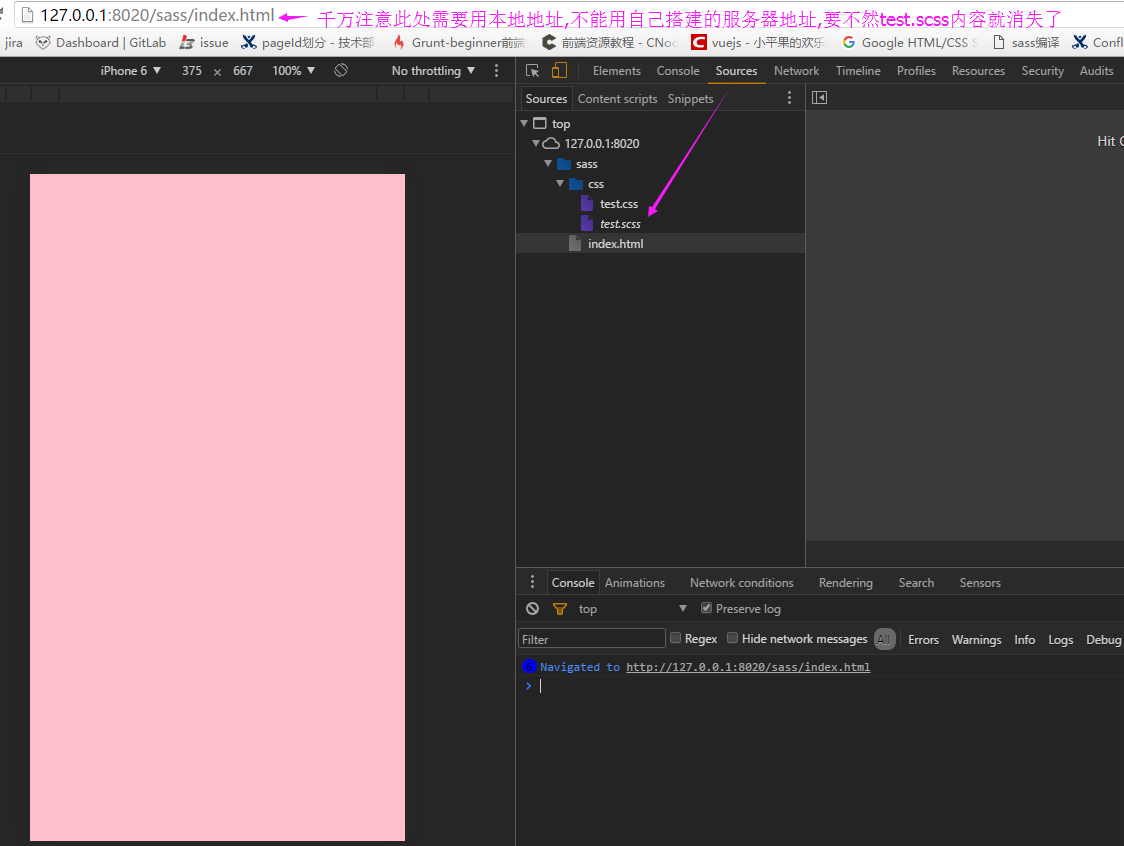 127.0.0.1:8020/sass/index.html 千万注意此处需要用本地地址,不能用自己搭建的服务器地址,要不然test.scss内容就消失了
jira Dashboard | GitLab issue pageId划分 - 技术部 Grunt-beginner前端 前端资源教程 - CNod vuejs - 小平果的欢乐 Google HTML/CSS S sass编译 Confl
iPhone 6 ▼ 375 × 667 100% ▼ No throttling ▼
Elements Console Sources Network Timeline Profiles Resources Security Audits
Sources Content scripts Snippets
top
127.0.0.1:8020
Hit
sass
css
test.css
test.scss
index.html
Console Animations Network conditions Rendering Search Sensors
top ▼ Preserve log
Filter Regex Hide network messages All Errors Warnings Info Logs Debug
Navigated to http://127.0.0.1:8020/sass/index.html
>